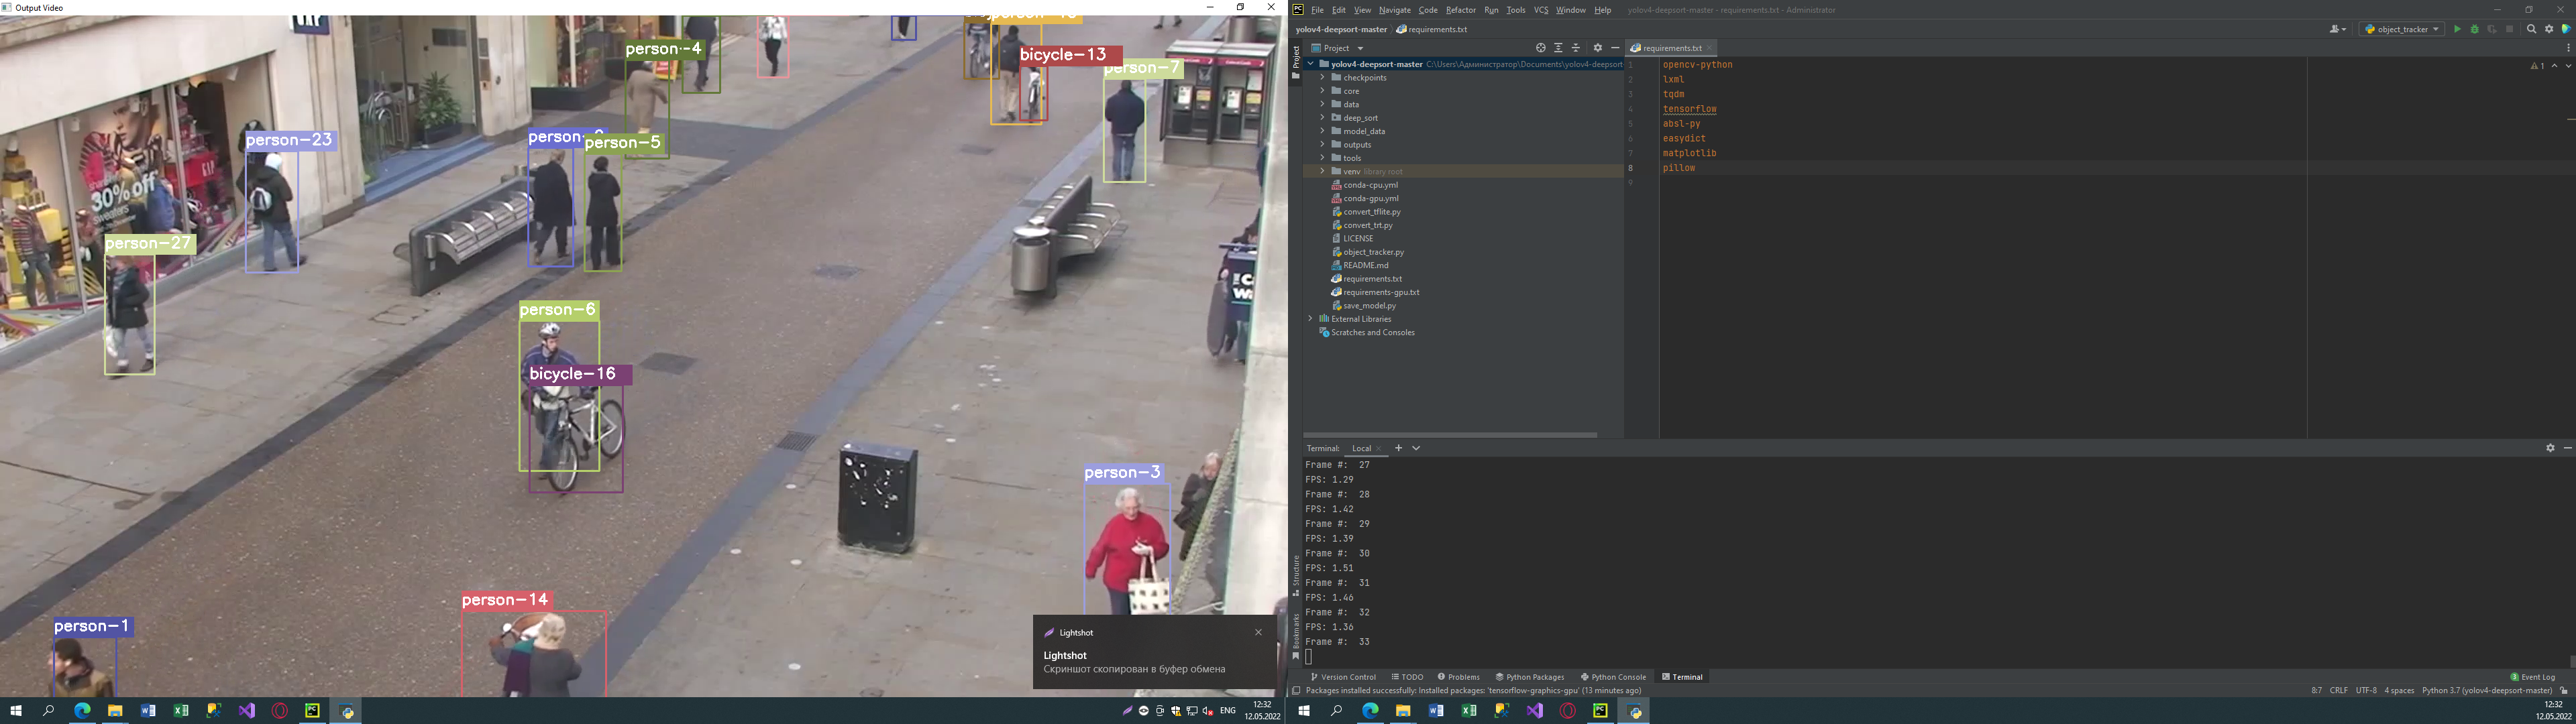 Output Video
GAP
person-4
bicycle-13
person-7
person-23
person-5
30% off
sweaters
person-27
person-6
bicycle-16
person-3
person-14
person-1
Lightshot
Lightshot
Скриншот скопирован в буфер обмена
ENG
12:32
12.05.2022
File Edit View Navigate Code Refactor Run Tools VCS Window Help
yolov4-deepsort-master - requirements.txt - Administrator
yolov4-deepsort-master
requirements.txt
object_tracker
Project
Project
requirements.txt
yolov4-deepsort-master C:\Users\Администратор\Documents\yolov4-deepsort-
checkpoints
core
data
deep_sort
model_data
outputs
tools
venv library root
conda-cpu.yml
conda-gpu.yml
convert_tflite.py
convert_trt.py
LICENSE
object_tracker.py
README.md
requirements.txt
requirements-gpu.txt
save_model.py
External Libraries
Scratches and Consoles
1 opencv-python
2 lxml
3 tqdm
4 tensorflow
5 absl-py
6 easydict
7 matplotlib
8 pillow
9
1
Structure
Bookmarks
Terminal: Local
Frame #: 27
FPS: 1.29
Frame #: 28
FPS: 1.42
Frame #: 29
FPS: 1.39
Frame #: 30
FPS: 1.51
Frame #: 31
FPS: 1.46
Frame #: 32
FPS: 1.36
Frame #: 33
Version Control TODO Problems Python Packages Python Console Terminal
3 Event Log
Packages installed successfully: Installed packages: 'tensorflow-graphics-gpu' (13 minutes ago)
8:7 CRLF UTF-8 4 spaces Python 3.7 (yolov4-deepsort-master)
12:32
12.05.2022